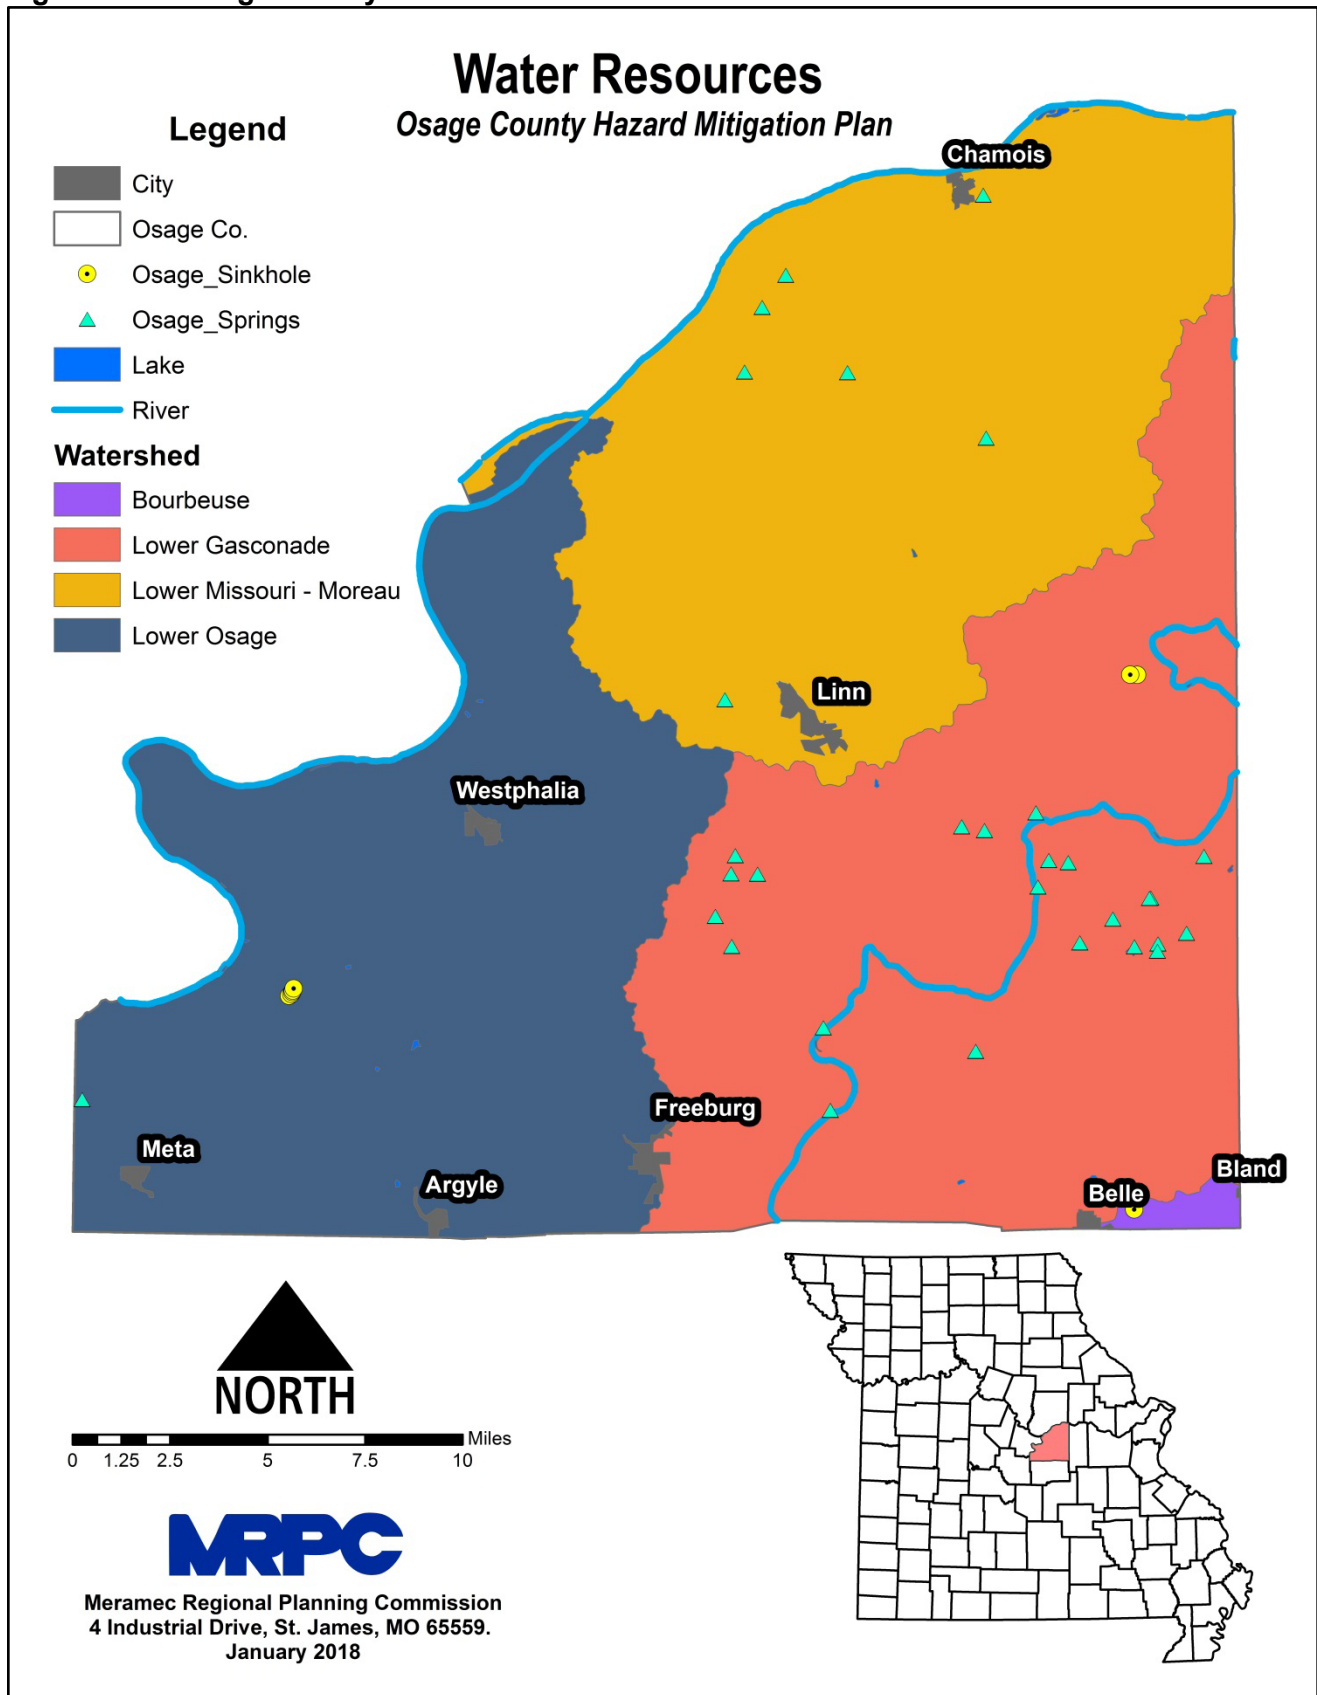 Water Resources
Osage County Hazard Mitigation Plan
Legend
City
Osage Co.
Osage_Sinkhole
Osage_Springs
Lake
River
Watershed
Bourbeuse
Lower Gasconade
Lower Missouri - Moreau
Lower Osage
Chamois
Linn
Westphalia
Freeburg
Meta
Argyle
Belle
Bland
NORTH
Miles
0 1.25 2.5 5 7.5 10
MRPC
Meramec Regional Planning Commission
4 Industrial Drive, St. James, MO 65559.
January 2018